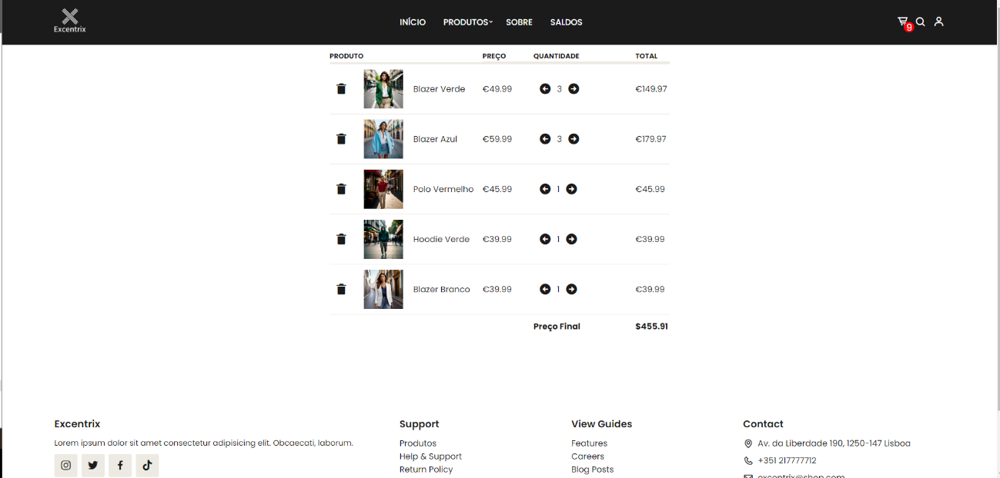 Excentrix
INÍCIO PRODUTOS SOBRE SALDOS
9
PRODUTO PREÇO QUANTIDADE TOTAL
Blazer Verde €49.99 3 €149.97
Blazer Azul €59.99 3 €179.97
Polo Vermelho €45.99 1 €45.99
Hoodie Verde €39.99 1 €39.99
Blazer Branco €39.99 1 €39.99
Preço Final $455.91
Excentrix
Lorem ipsum dolor sit amet consectetur adipisicing elit. Obcaecati, laborum.
Support
Produtos
Help & Support
Return Policy
View Guides
Features
Careers
Blog Posts
Contact
Av. da Liberdade 190, 1250-147 Lisboa
+351 217777712
excentrix@shop.com